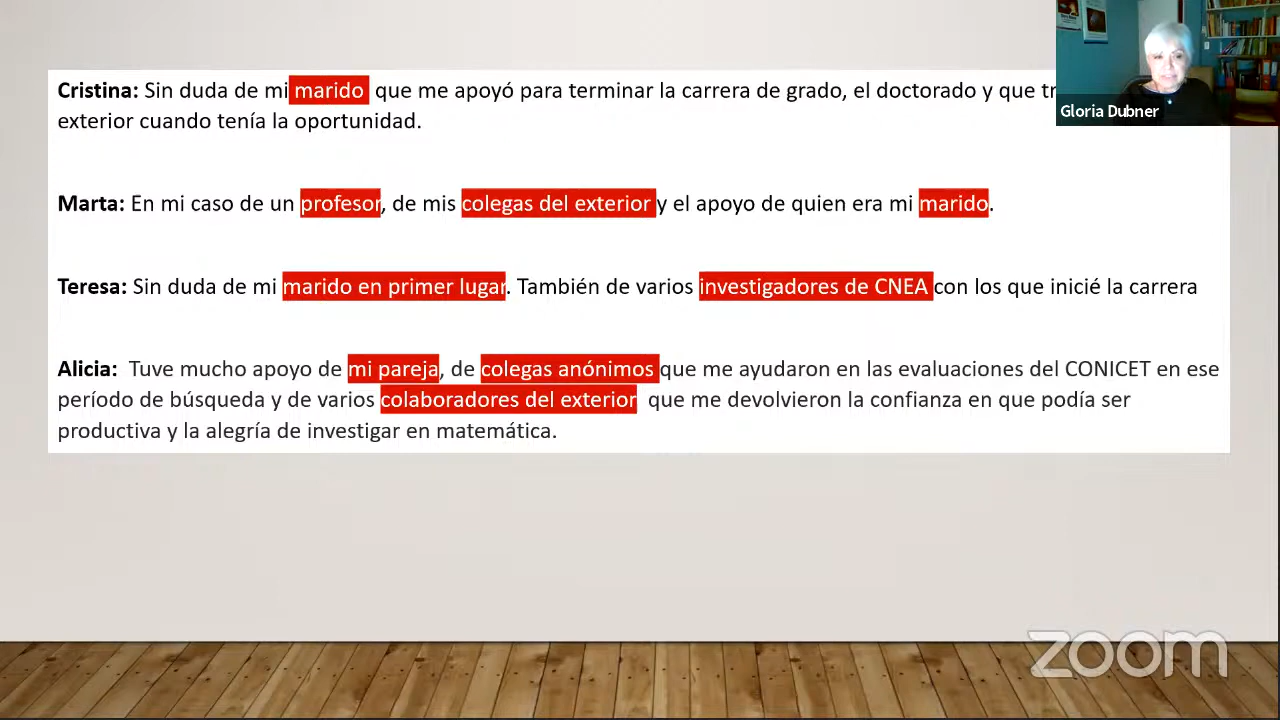 Cristina: Sin duda de mi marido que me apoyó para terminar la carrera de grado, el doctorado y que
exterior cuando tenía la oportunidad.
Gloria Dubner
Marta: En mi caso de un profesor, de mis colegas del exterior y el apoyo de quien era mi marido.
Teresa: Sin duda de mi marido en primer lugar. También de varios investigadores de CNEA con los que inicié la carrera
Alicia: Tuve mucho apoyo de mi pareja, de colegas anónimos que me ayudaron en las evaluaciones del CONICET en ese
período de búsqueda y de varios colaboradores del exterior que me devolvieron la confianza en que podía ser
productiva y la alegría de investigar en matemática.
zoom